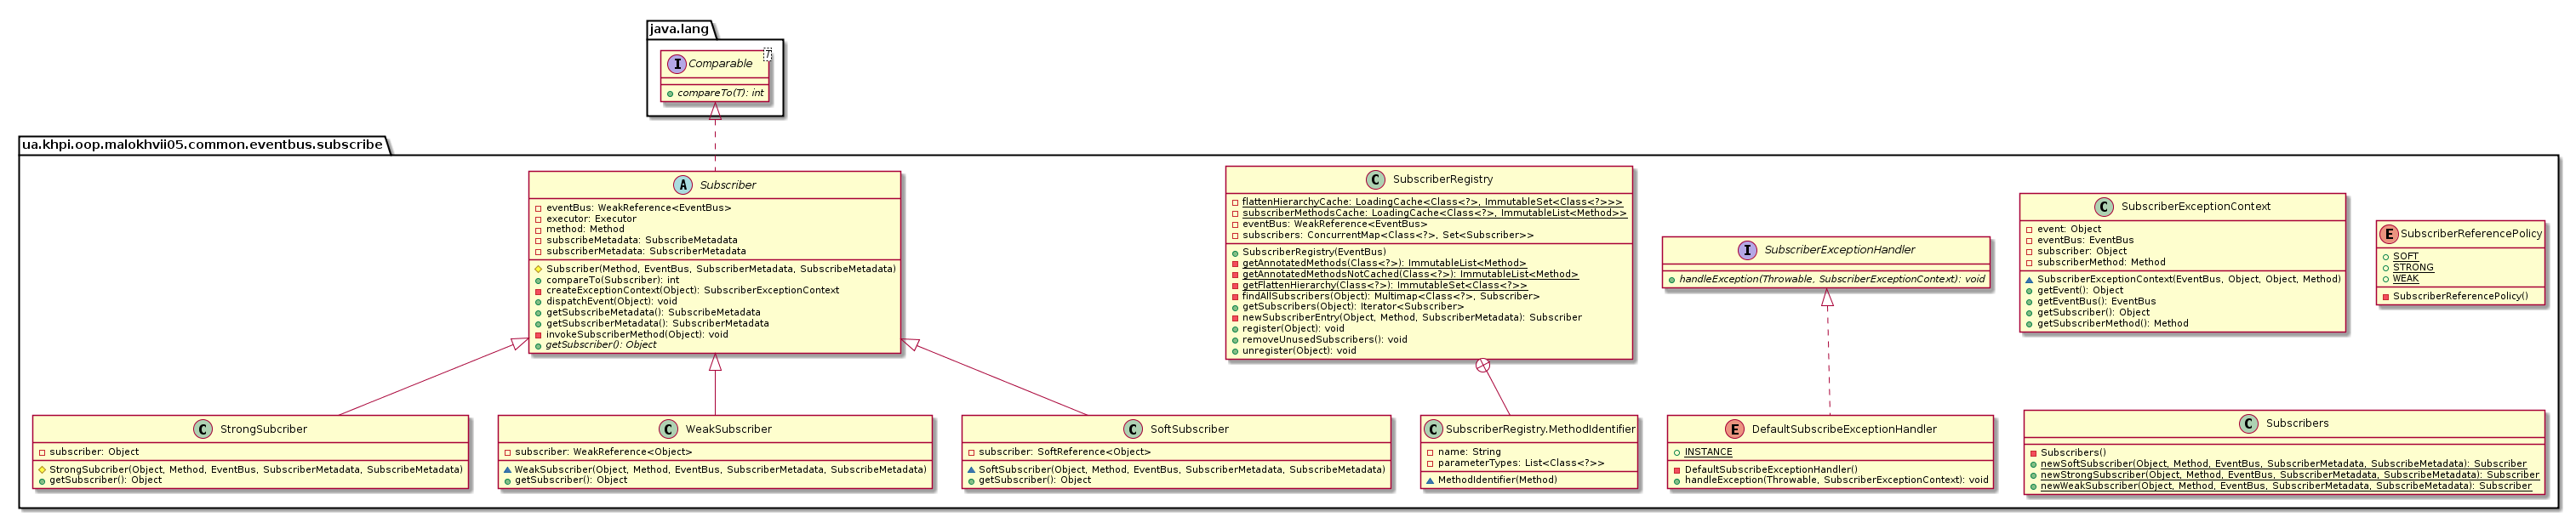 java.lang
T
I Comparable
compareTo(T): int
ua.khpi.oop.malokhvii05.common.eventbus.subscribe
A Subscriber
eventBus: WeakReference<EventBus>
executor: Executor
method: Method
subscribeMetadata: SubscribeMetadata
subscriberMetadata: SubscriberMetadata
Subscriber(Method, EventBus, SubscriberMetadata, SubscribeMetadata)
compareTo(Subscriber): int
createExceptionContext(Object): SubscriberExceptionContext
dispatchEvent(Object): void
getSubscribeMetadata(): SubscribeMetadata
getSubscriberMetadata(): SubscriberMetadata
invokeSubscriberMethod(Object): void
getSubscriber(): Object
C SubscriberRegistry
flattenHierarchyCache: LoadingCache<Class<?>, ImmutableSet<Class<?>>>
subscriberMethodsCache: LoadingCache<Class<?>, ImmutableList<Method>>
eventBus: WeakReference<EventBus>
subscribers: ConcurrentMap<Class<?>, Set<Subscriber>>
SubscriberRegistry(EventBus)
getAnnotatedMethods(Class<?>): ImmutableList<Method>
getAnnotatedMethodsNotCached(Class<?>): ImmutableList<Method>
getFlattenHierarchy(Class<?>): ImmutableSet<Class<?>>
findAllSubscribers(Object): Multimap<Class<?>, Subscriber>
getSubscribers(Object): Iterator<Subscriber>
newSubscriberEntry(Object, Method, SubscriberMetadata): Subscriber
register(Object): void
removeUnusedSubscribers(): void
unregister(Object): void
I SubscriberExceptionHandler
handleException(Throwable, SubscriberExceptionContext): void
C SubscriberExceptionContext
event: Object
eventBus: EventBus
subscriber: Object
subscriberMethod: Method
SubscriberExceptionContext(EventBus, Object, Object, Method)
getEvent(): Object
getEventBus(): EventBus
getSubscriber(): Object
getSubscriberMethod(): Method
E SubscriberReferencePolicy
SOFT
STRONG
WEAK
SubscriberReferencePolicy()
C StrongSubcriber
subscriber: Object
StrongSubcriber(Object, Method, EventBus, SubscriberMetadata, SubscribeMetadata)
getSubscriber(): Object
C WeakSubscriber
subscriber: WeakReference<Object>
WeakSubscriber(Object, Method, EventBus, SubscriberMetadata, SubscribeMetadata)
getSubscriber(): Object
C SoftSubscriber
subscriber: SoftReference<Object>
SoftSubscriber(Object, Method, EventBus, SubscriberMetadata, SubscribeMetadata)
getSubscriber(): Object
C SubscriberRegistry.MethodIdentifier
name: String
parameterTypes: List<Class<?>>
MethodIdentifier(Method)
E DefaultSubscribeExceptionHandler
INSTANCE
DefaultSubscribeExceptionHandler()
handleException(Throwable, SubscriberExceptionContext): void
C Subscribers
Subscribers()
newSoftSubscriber(Object, Method, EventBus, SubscriberMetadata, SubscribeMetadata): Subscriber
newStrongSubscriber(Object, Method, EventBus, SubscriberMetadata, SubscribeMetadata): Subscriber
newWeakSubscriber(Object, Method, EventBus, SubscriberMetadata, SubscribeMetadata): Subscriber